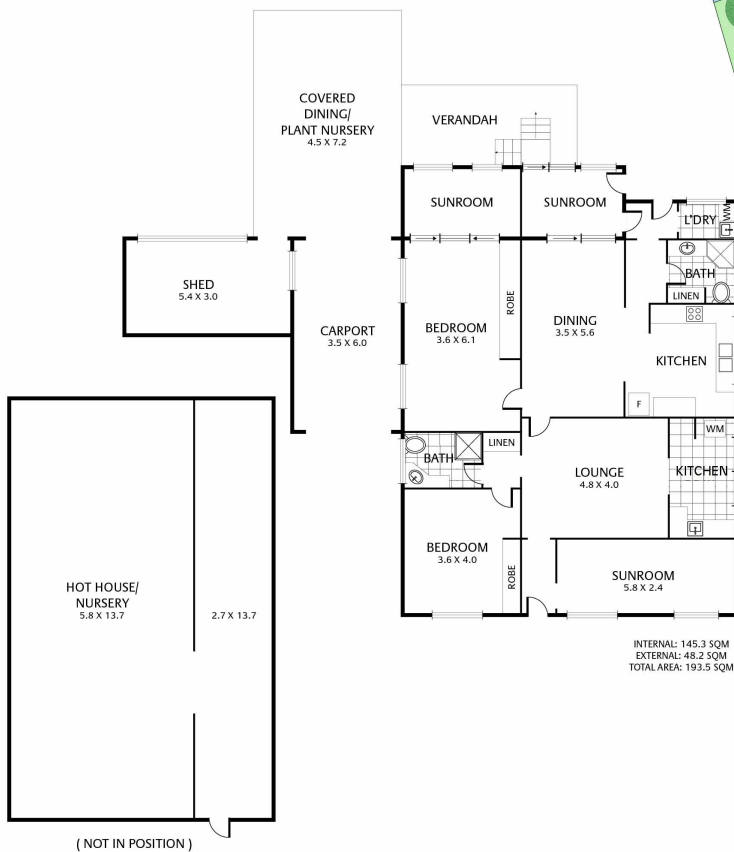 COVERED
DINING/
PLANT NURSERY
4.5 X 7.2
VERANDAH
SUNROOM
SUNROOM
L'DRY
WM
SHED
5.4 X 3.0
BATH
LINEN
CARPORT
3.5 X 6.0
BEDROOM
3.6 X 6.1
ROBE
DINING
3.5 X 5.6
KITCHEN
F
WM
LINEN
BATH
LOUNGE
4.8 X 4.0
KITCHEN
BEDROOM
3.6 X 4.0
ROBE
SUNROOM
5.8 X 2.4
HOT HOUSE/
NURSERY
5.8 X 13.7
2.7 X 13.7
INTERNAL: 145.3 SQM
EXTERNAL: 48.2 SQM
TOTAL AREA: 193.5 SQM
( NOT IN POSITION )